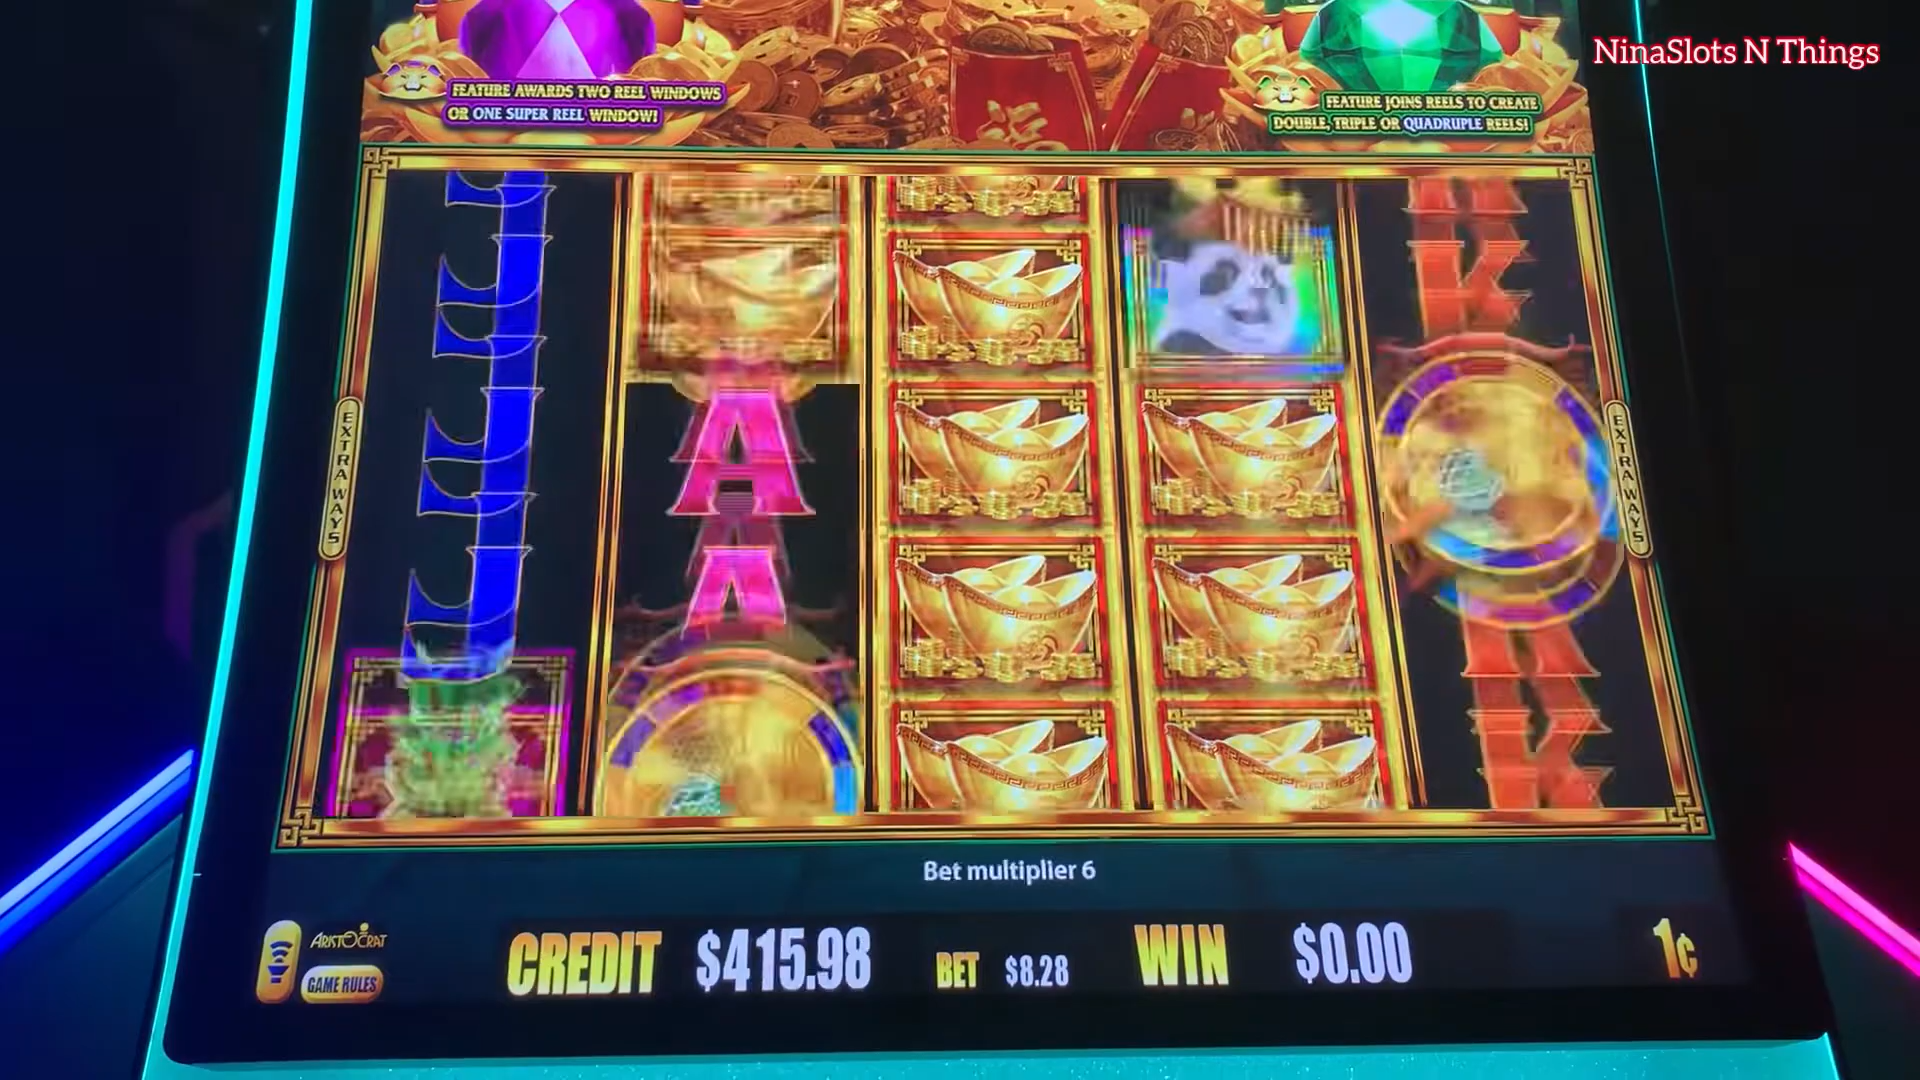 NinaSlots N Things
FEATURE AWARDS TWO REEL WINDOWS
OR ONE SUPER REEL WINDOW!
FEATURE JOINS REELS TO CREATE
DOUBLE, TRIPLE OR QUADRUPLE REELS!
福
EXTRA WAYS
EXTRA WAYS
J
A
A
K
K
Bet multiplier 6
ARISTOCRAT
GAME RULES
CREDIT $415.98
BET $8.28
WIN $0.00
1¢